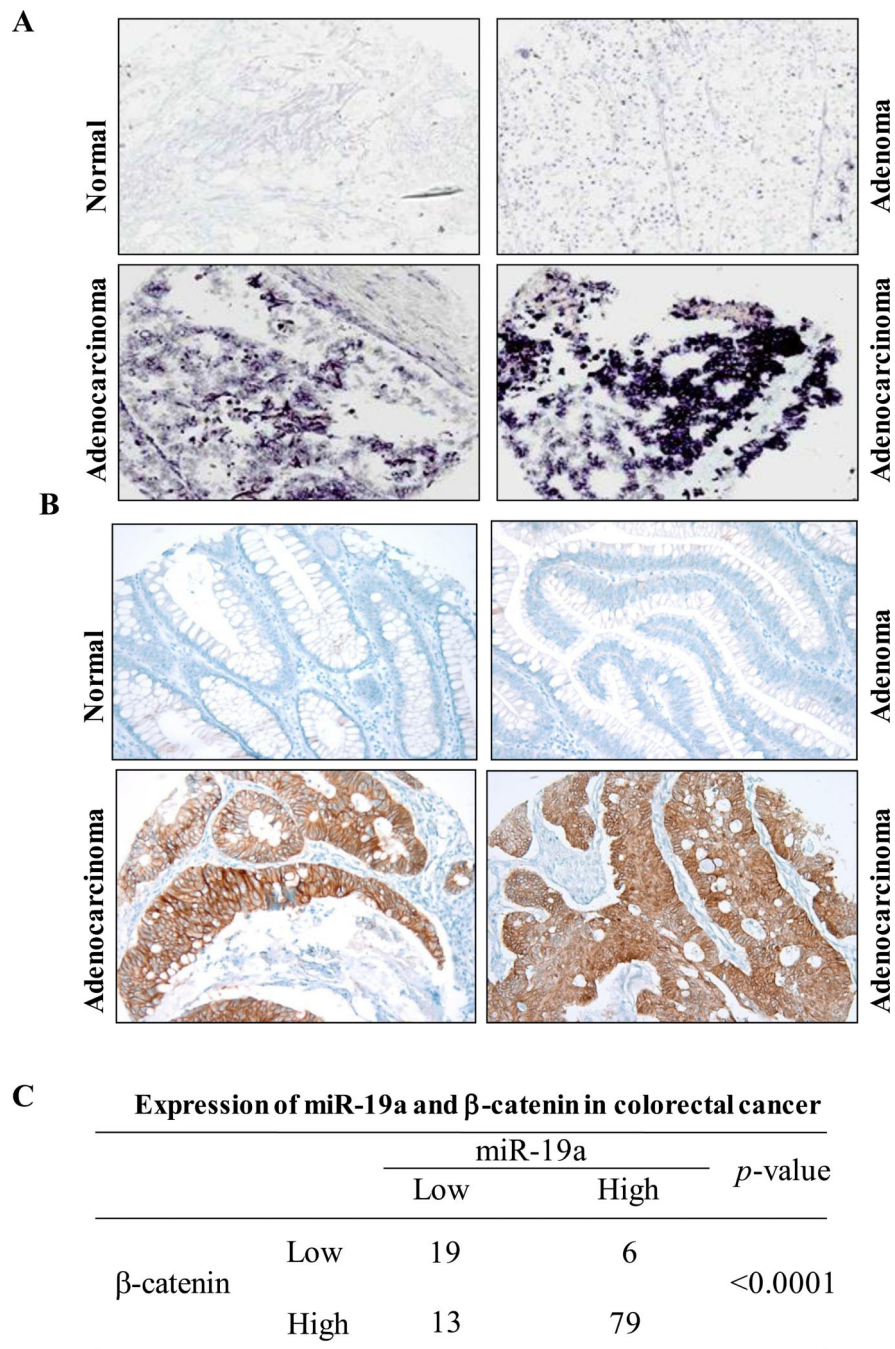 A
Normal
Adenoma
Adenocarcinoma
Adenocarcinoma
B
Normal
Adenoma
Adenocarcinoma
Adenocarcinoma
C
Expression of miR-19a and β-catenin in colorectal cancer
miR-19a
p-value
Low High
Low 19 6
β-catenin <0.0001
High 13 79